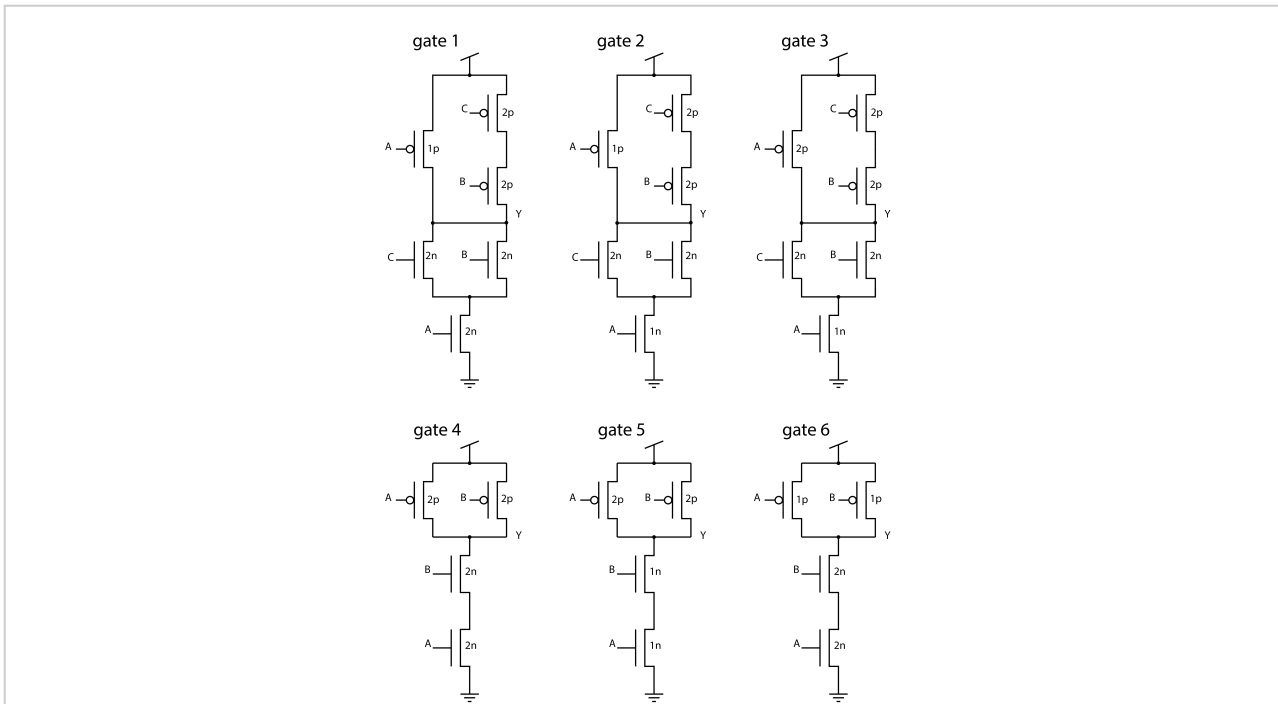 gate 1 gate 2 gate 3
C 2p C 2p C 2p
A 1p A 1p A 2p
B 2p B 2p B 2p
Y Y Y
C 2n B 2n C 2n B 2n C 2n B 2n
A 2n A 1n A 1n
gate 4 gate 5 gate 6
A 2p B 2p A 2p B 2p A 1p B 1p
Y Y Y
B 2n B 1n B 2n
A 2n A 1n A 2n